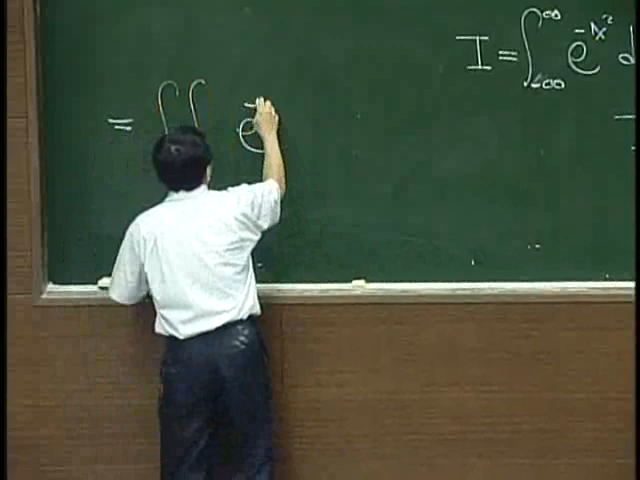 I = ∫_{-∞}^{∞} e^{-x²} d
= ∫∫ e^-